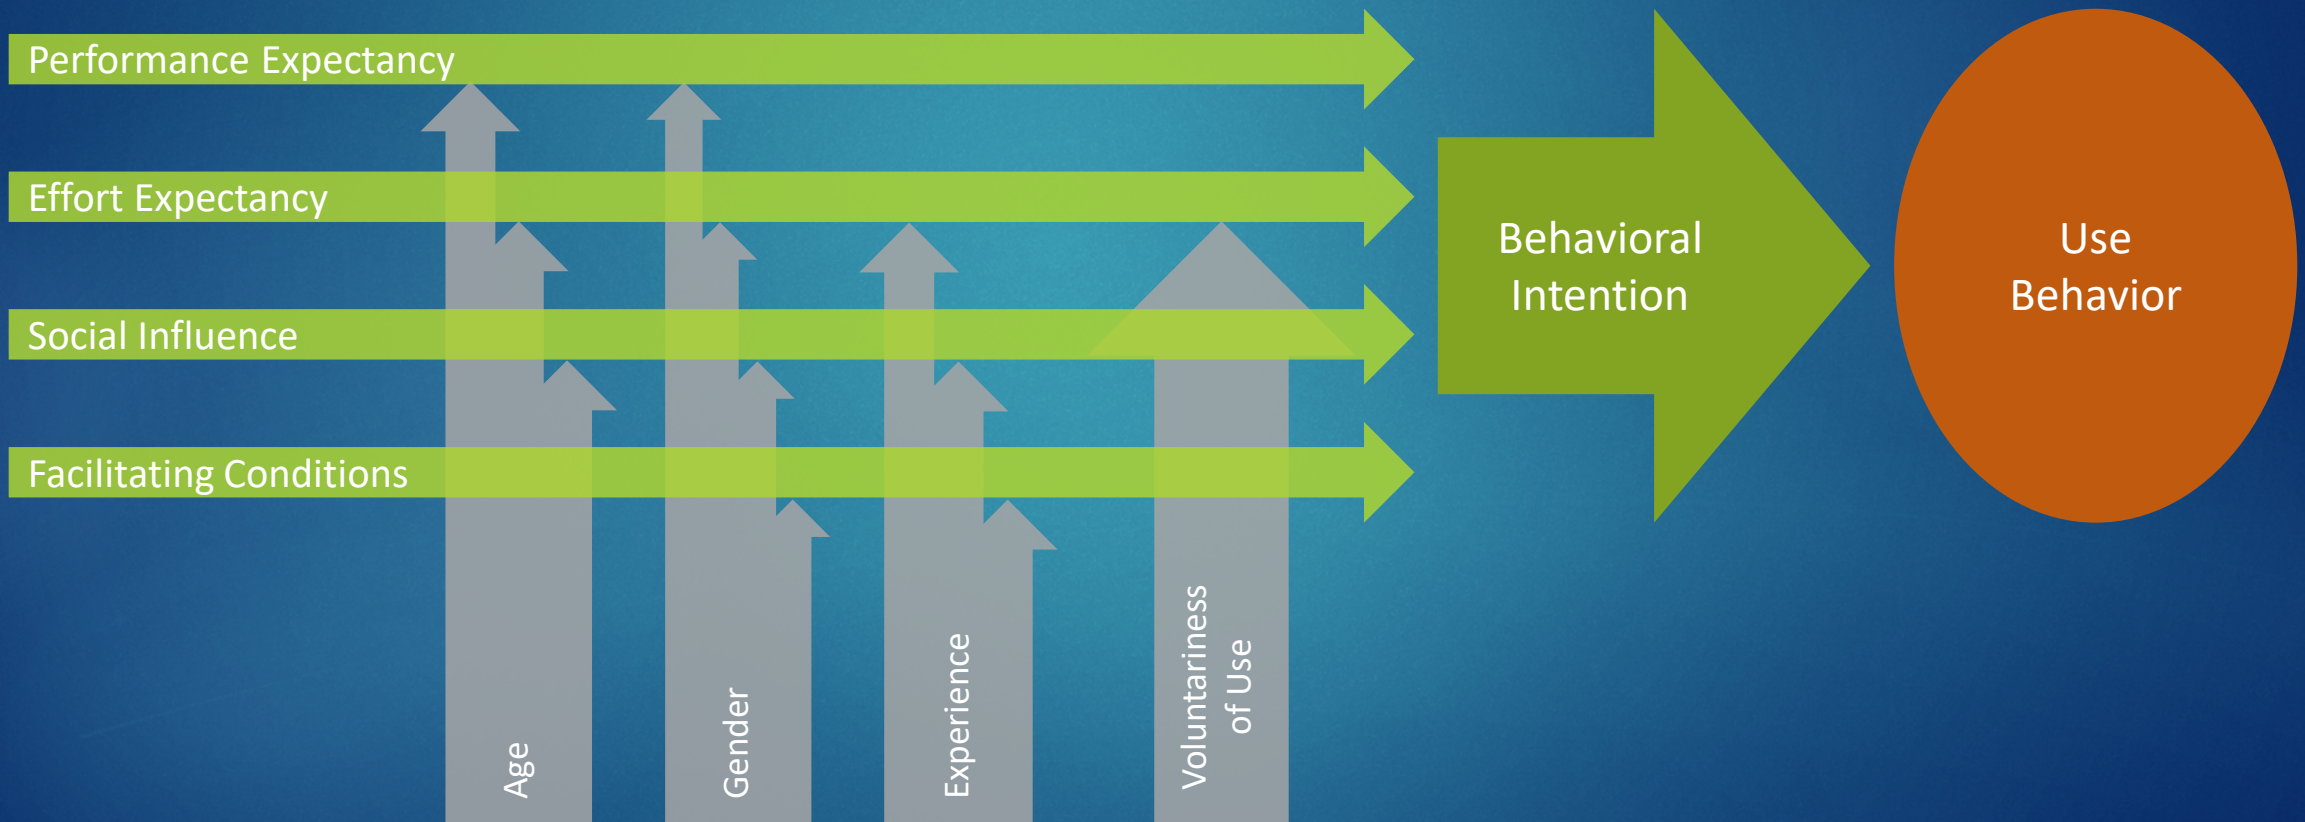 Performance Expectancy
Effort Expectancy
Social Influence
Facilitating Conditions
Age
Gender
Experience
Voluntariness
of Use
Behavioral
Intention
Use
Behavior